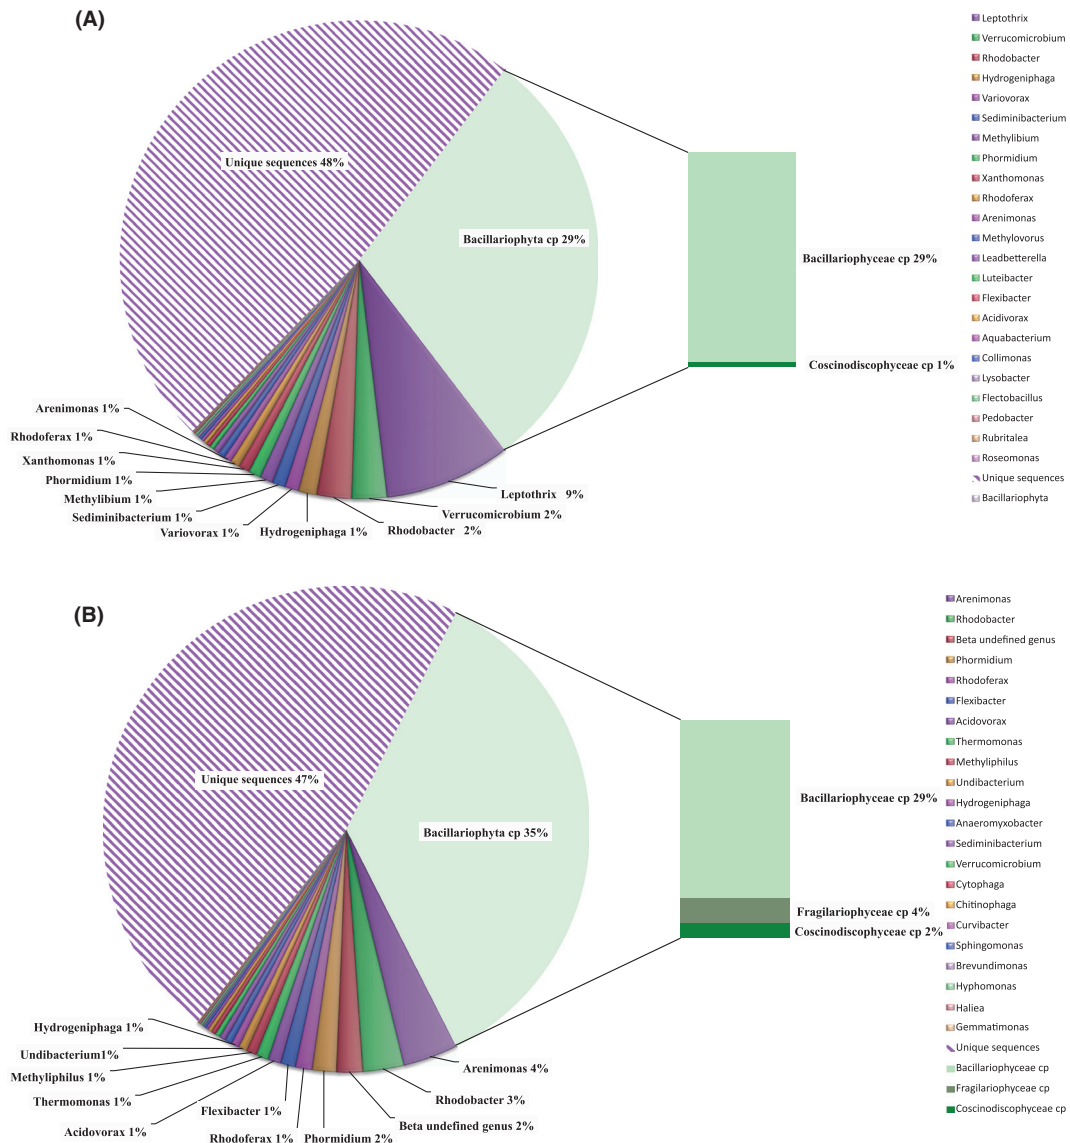 (A)
Unique sequences 48%
Bacillariophyta cp 29%
Bacillariophyceae cp 29%
Coscinodiscophyceae cp 1%
Arenimonas 1%
Rhodoferax 1%
Xanthomonas 1%
Phormidium 1%
Methylibium 1%
Sediminibacterium 1%
Variovorax 1%
Hydrogeniphaga 1%
Rhodobacter 2%
Verrucomicrobium 2%
Leptothrix 9%
Leptothrix
Verrucomicrobium
Rhodobacter
Hydrogeniphaga
Variovorax
Sediminibacterium
Methylibium
Phormidium
Xanthomonas
Rhodoferax
Arenimonas
Methylovorus
Leadbetterella
Luteibacter
Flexibacter
Acidivorax
Aquabacterium
Collimonas
Lysobacter
Flectobacillus
Pedobacter
Rubritalea
Roseomonas
Unique sequences
Bacillariophyta
(B)
Unique sequences 47%
Bacillariophyta cp 35%
Bacillariophyceae cp 29%
Fragilariophyceae cp 4%
Coscinodiscophyceae cp 2%
Hydrogeniphaga 1%
Undibacterium1%
Methyliphilus 1%
Thermomonas 1%
Acidovorax 1%
Flexibacter 1%
Rhodoferax 1%
Phormidium 2%
Beta undefined genus 2%
Rhodobacter 3%
Arenimonas 4%
Arenimonas
Rhodobacter
Beta undefined genus
Phormidium
Rhodoferax
Flexibacter
Acidovorax
Thermomonas
Methyliphilus
Undibacterium
Hydrogeniphaga
Anaeromyxobacter
Sediminibacterium
Verrucomicrobium
Cytophaga
Chitinophaga
Curvibacter
Sphingomonas
Brevundimonas
Hyphomonas
Haliea
Gemmatimonas
Unique sequences
Bacillariophyceae cp
Fragilariophyceae cp
Coscinodiscophyceae cp